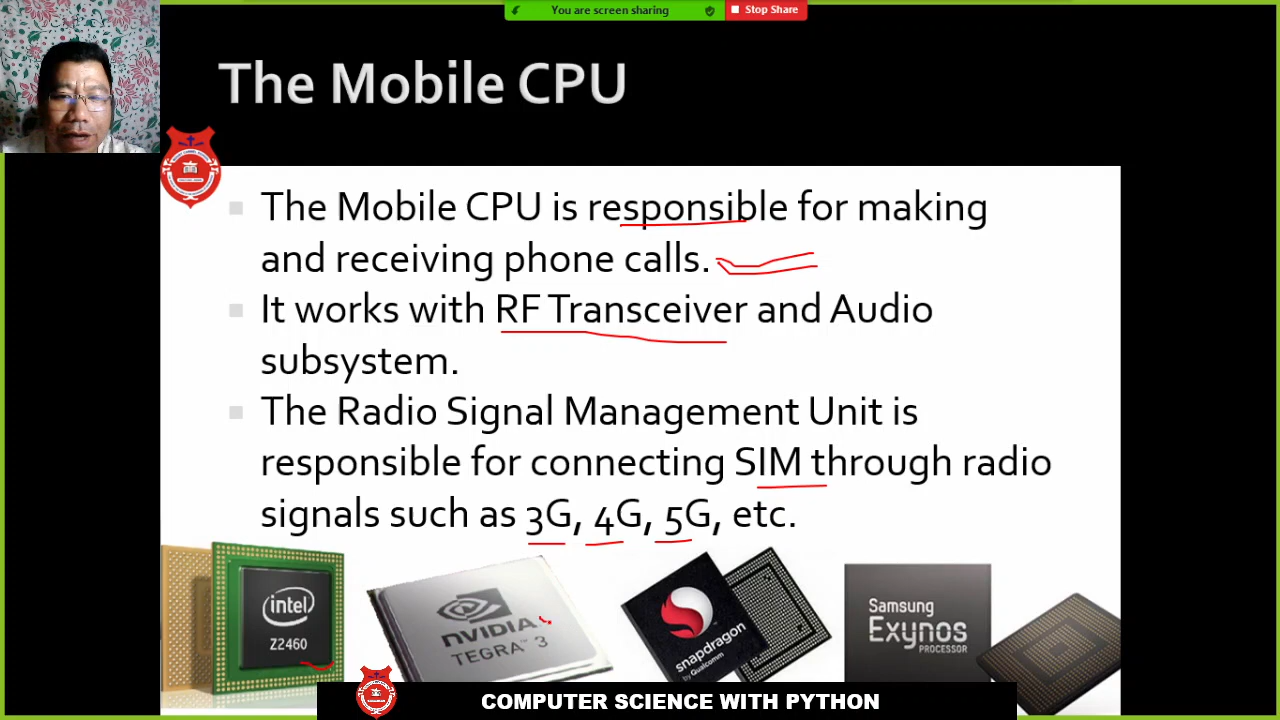 You are screen sharing
Stop Share
The Mobile CPU
The Mobile CPU is responsible for making
and receiving phone calls.
It works with RF Transceiver and Audio
subsystem.
The Radio Signal Management Unit is
responsible for connecting SIM through radio
signals such as 3G, 4G, 5G, etc.
intel
Z2460
NVIDIA
TEGRA™ 3
snapdragon
by Qualcomm
Samsung
Exynos
PROCESSOR
COMPUTER SCIENCE WITH PYTHON